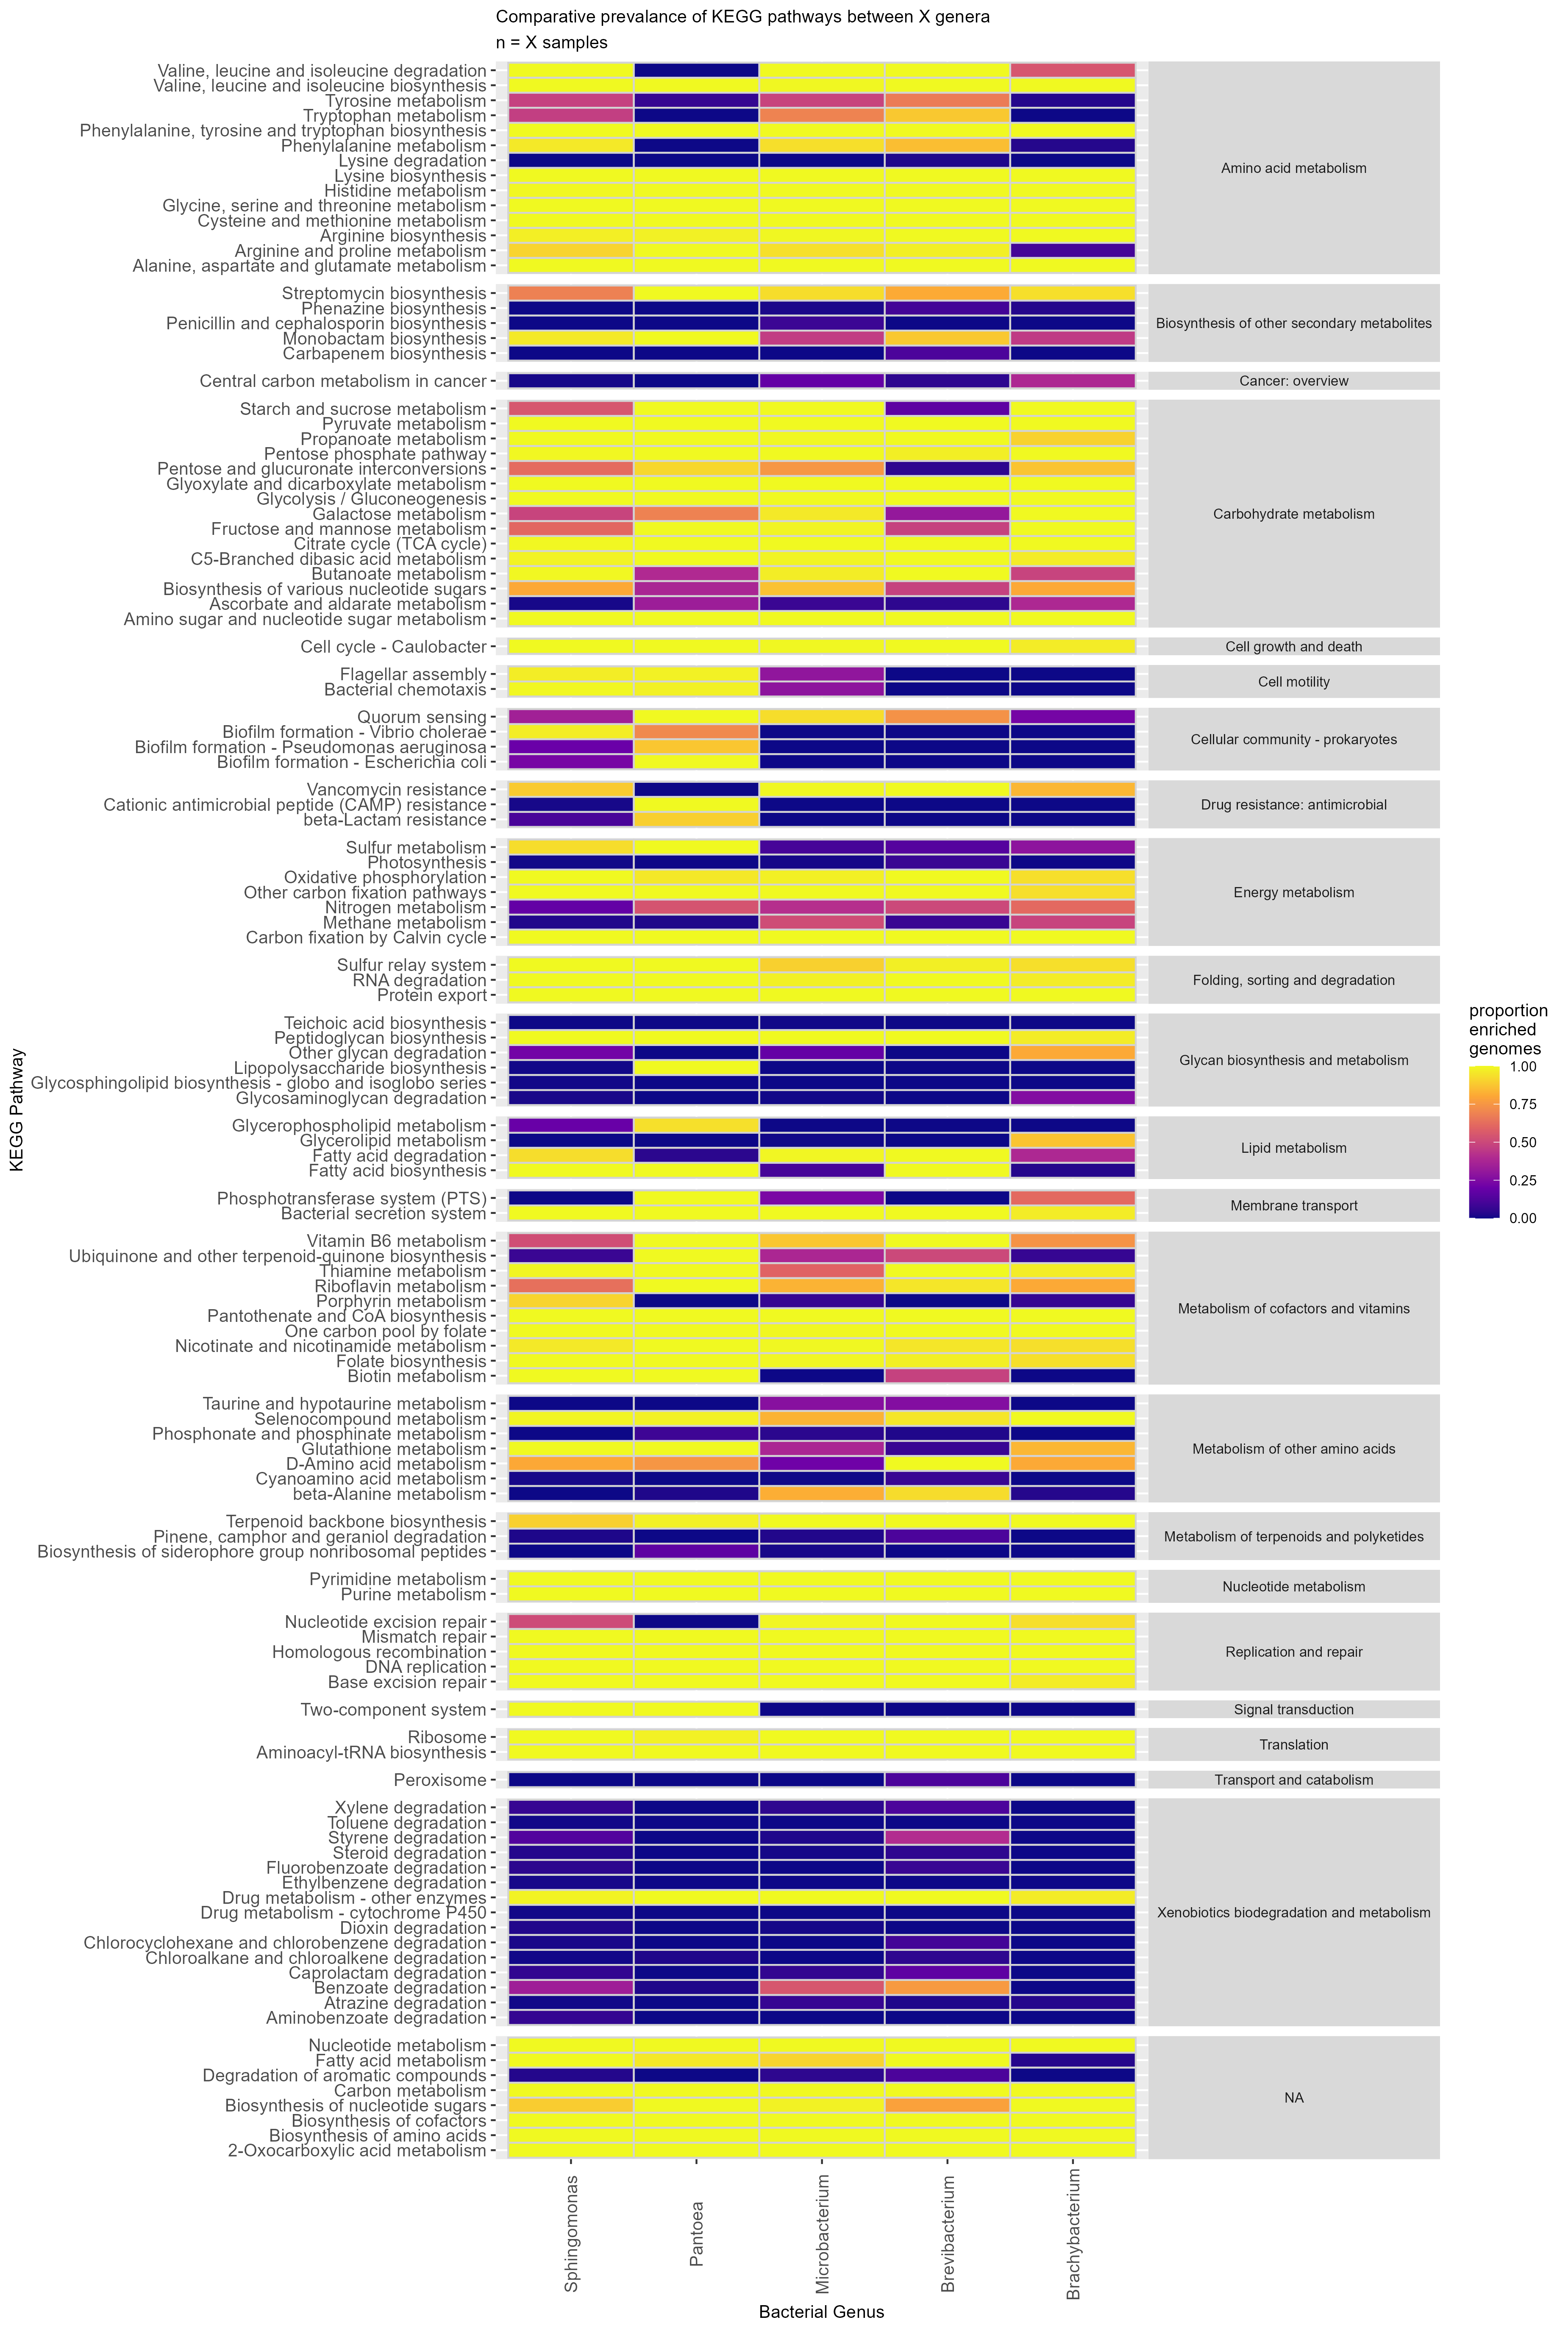 Comparative prevalance of KEGG pathways between X genera
n = X samples
Valine, leucine and isoleucine degradation
Valine, leucine and isoleucine biosynthesis
Tyrosine metabolism
Tryptophan metabolism
Phenylalanine, tyrosine and tryptophan biosynthesis
Phenylalanine metabolism
Lysine degradation
Lysine biosynthesis
Histidine metabolism
Glycine, serine and threonine metabolism
Cysteine and methionine metabolism
Arginine biosynthesis
Arginine and proline metabolism
Alanine, aspartate and glutamate metabolism
Amino acid metabolism
Streptomycin biosynthesis
Phenazine biosynthesis
Penicillin and cephalosporin biosynthesis
Monobactam biosynthesis
Carbapenem biosynthesis
Biosynthesis of other secondary metabolites
Central carbon metabolism in cancer
Cancer: overview
Starch and sucrose metabolism
Pyruvate metabolism
Propanoate metabolism
Pentose phosphate pathway
Pentose and glucuronate interconversions
Glyoxylate and dicarboxylate metabolism
Glycolysis / Gluconeogenesis
Galactose metabolism
Fructose and mannose metabolism
Citrate cycle (TCA cycle)
C5-Branched dibasic acid metabolism
Butanoate metabolism
Biosynthesis of various nucleotide sugars
Ascorbate and aldarate metabolism
Amino sugar and nucleotide sugar metabolism
Carbohydrate metabolism
Cell cycle - Caulobacter
Cell growth and death
Flagellar assembly
Bacterial chemotaxis
Cell motility
Quorum sensing
Biofilm formation - Vibrio cholerae
Biofilm formation - Pseudomonas aeruginosa
Biofilm formation - Escherichia coli
Cellular community - prokaryotes
Vancomycin resistance
Cationic antimicrobial peptide (CAMP) resistance
beta-Lactam resistance
Drug resistance: antimicrobial
Sulfur metabolism
Photosynthesis
Oxidative phosphorylation
Other carbon fixation pathways
Nitrogen metabolism
Methane metabolism
Carbon fixation by Calvin cycle
Energy metabolism
Sulfur relay system
RNA degradation
Protein export
Folding, sorting and degradation
Teichoic acid biosynthesis
Peptidoglycan biosynthesis
Other glycan degradation
Lipopolysaccharide biosynthesis
Glycosphingolipid biosynthesis - globo and isoglobo series
Glycosaminoglycan degradation
Glycan biosynthesis and metabolism
Glycerophospholipid metabolism
Glycerolipid metabolism
Fatty acid degradation
Fatty acid biosynthesis
Lipid metabolism
Phosphotransferase system (PTS)
Bacterial secretion system
Membrane transport
Vitamin B6 metabolism
Ubiquinone and other terpenoid-quinone biosynthesis
Thiamine metabolism
Riboflavin metabolism
Porphyrin metabolism
Pantothenate and CoA biosynthesis
One carbon pool by folate
Nicotinate and nicotinamide metabolism
Folate biosynthesis
Biotin metabolism
Metabolism of cofactors and vitamins
Taurine and hypotaurine metabolism
Selenocompound metabolism
Phosphonate and phosphinate metabolism
Glutathione metabolism
D-Amino acid metabolism
Cyanoamino acid metabolism
beta-Alanine metabolism
Metabolism of other amino acids
Terpenoid backbone biosynthesis
Pinene, camphor and geraniol degradation
Biosynthesis of siderophore group nonribosomal peptides
Metabolism of terpenoids and polyketides
Pyrimidine metabolism
Purine metabolism
Nucleotide metabolism
Nucleotide excision repair
Mismatch repair
Homologous recombination
DNA replication
Base excision repair
Replication and repair
Two-component system
Signal transduction
Ribosome
Aminoacyl-tRNA biosynthesis
Translation
Peroxisome
Transport and catabolism
Xylene degradation
Toluene degradation
Styrene degradation
Steroid degradation
Fluorobenzoate degradation
Ethylbenzene degradation
Drug metabolism - other enzymes
Drug metabolism - cytochrome P450
Dioxin degradation
Chlorocyclohexane and chlorobenzene degradation
Chloroalkane and chloroalkene degradation
Caprolactam degradation
Benzoate degradation
Atrazine degradation
Aminobenzoate degradation
Xenobiotics biodegradation and metabolism
Nucleotide metabolism
Fatty acid metabolism
Degradation of aromatic compounds
Carbon metabolism
Biosynthesis of nucleotide sugars
Biosynthesis of cofactors
Biosynthesis of amino acids
2-Oxocarboxylic acid metabolism
NA
KEGG Pathway
Sphingomonas
Pantoea
Microbacterium
Brevibacterium
Brachybacterium
Bacterial Genus
proportion
enriched
genomes
1.00
0.75
0.50
0.25
0.00